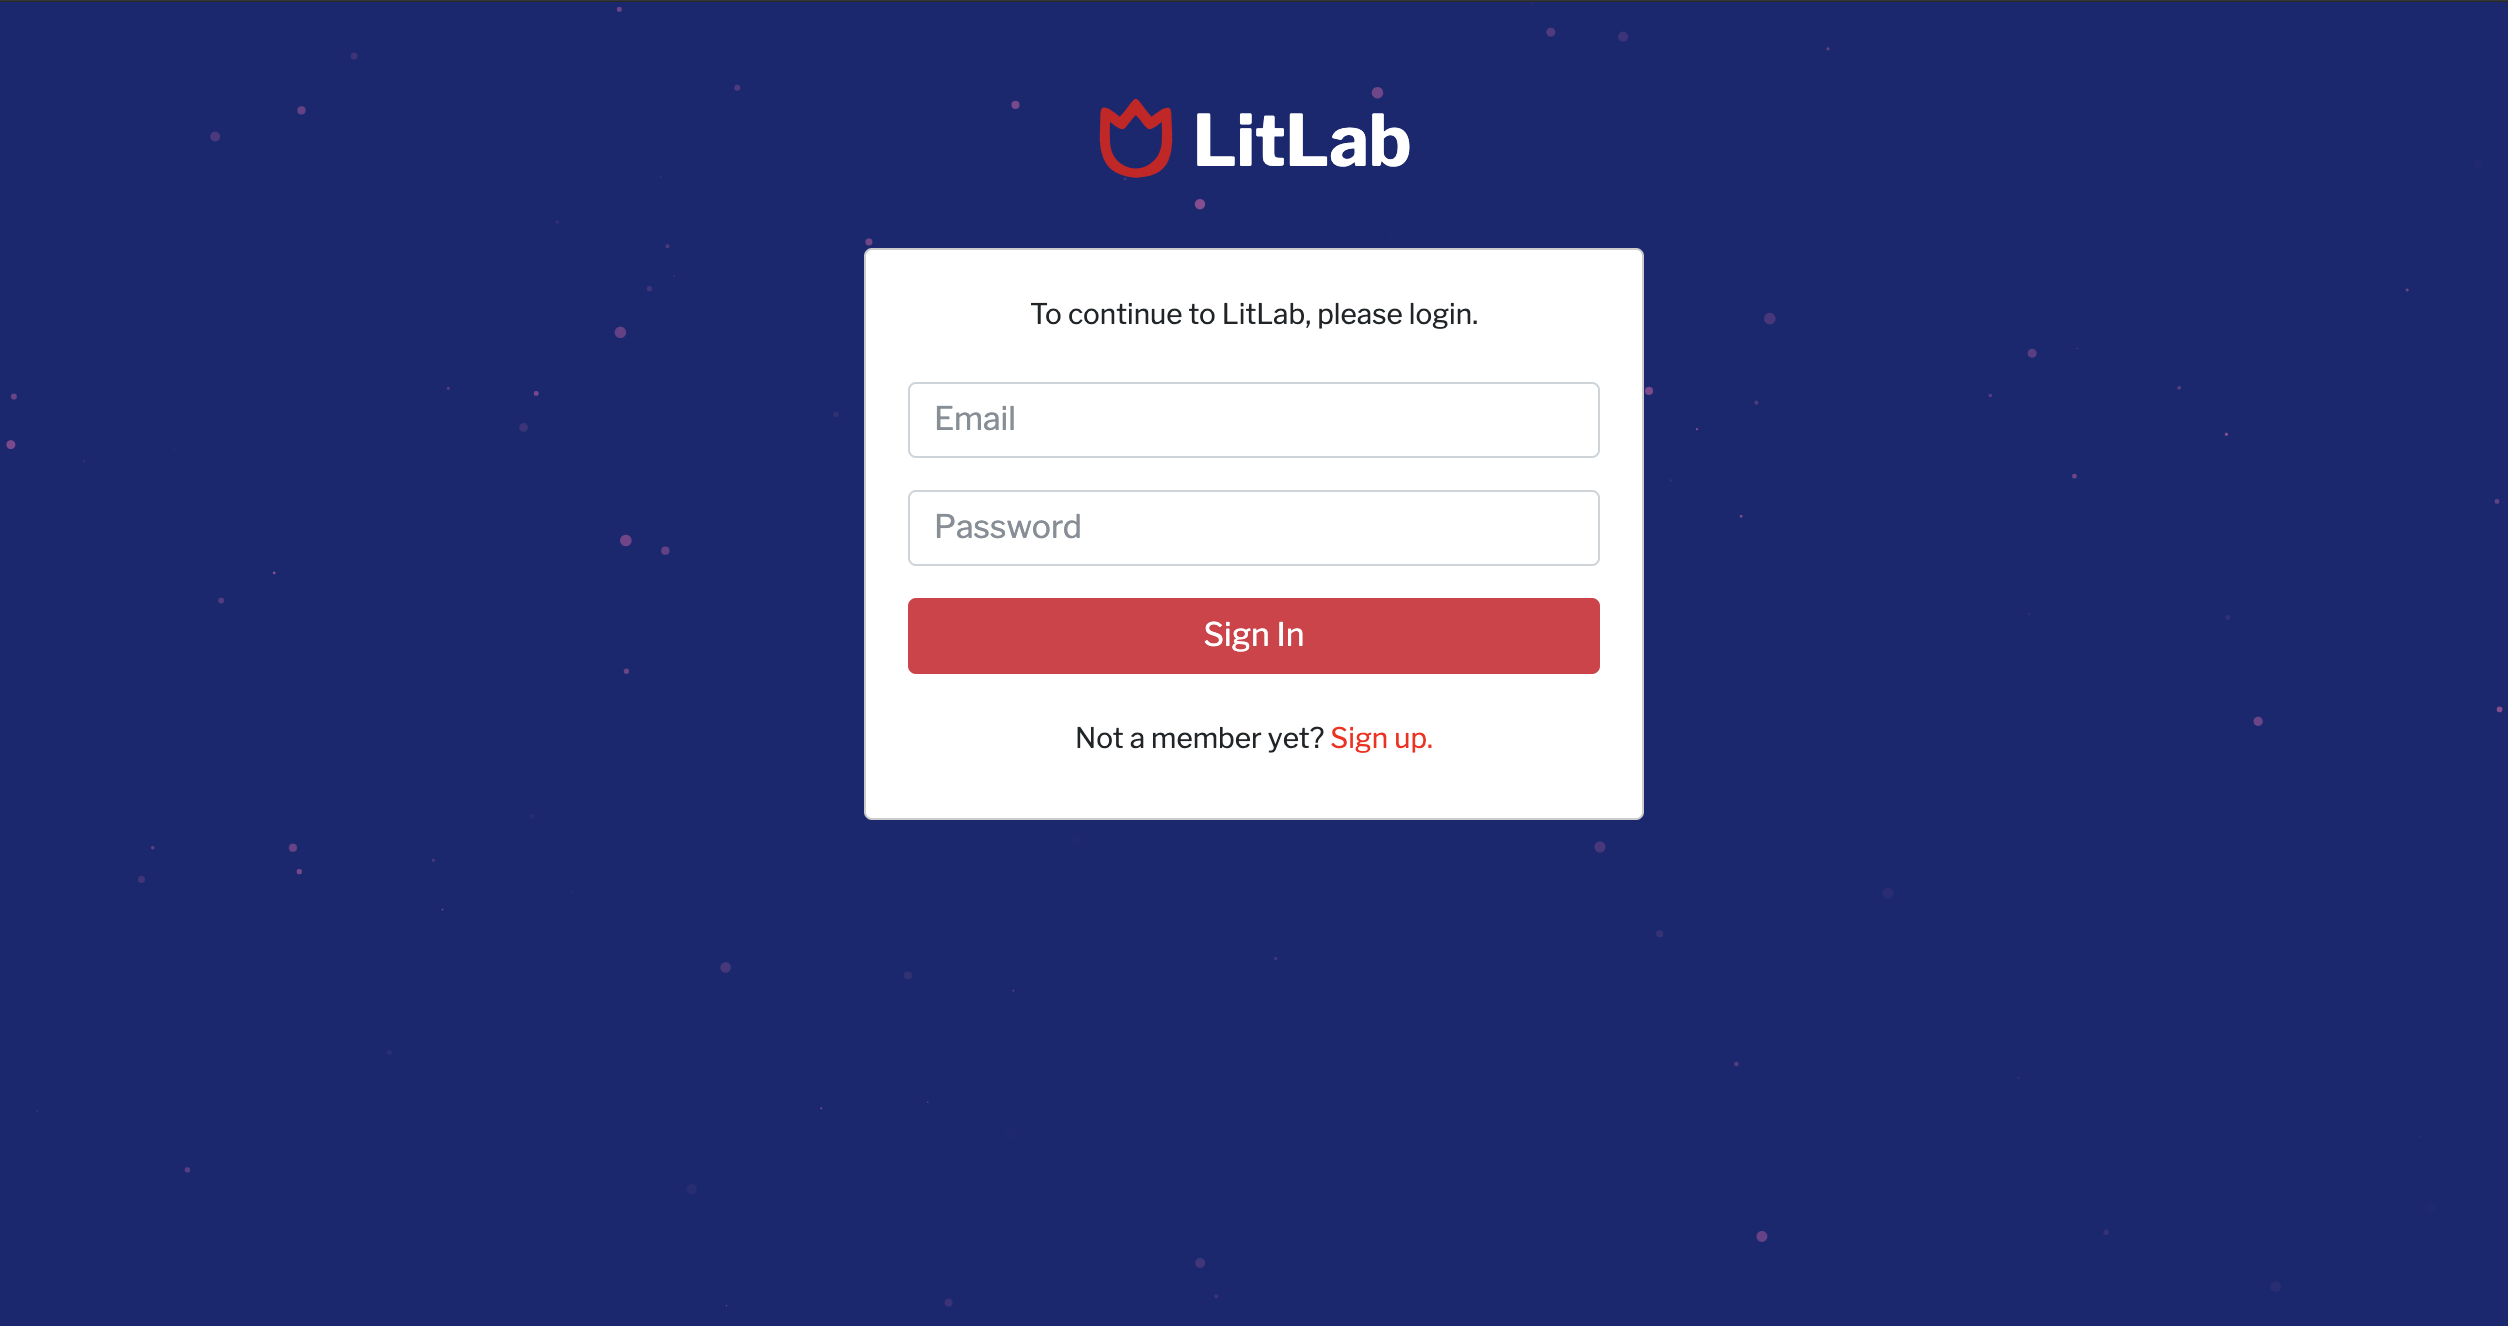 LitLab
To continue to LitLab, please login.
Email
Password
Sign In
Not a member yet? Sign up.